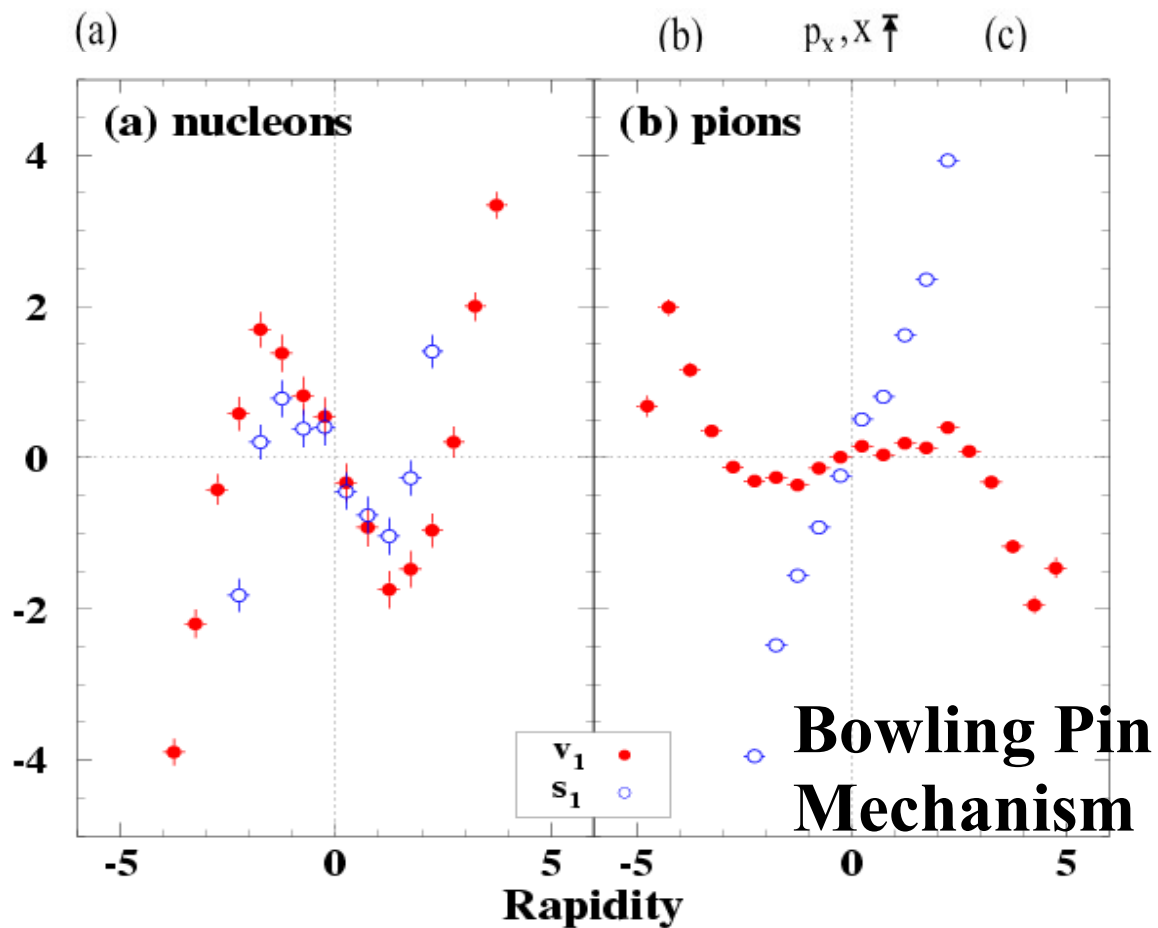 (a) (b) pₓ, x ↑ (c)
(a) nucleons (b) pions
4
2
0
-2
-4
v₁
s₁
Bowling Pin
Mechanism
-5 0 5 -5 0 5
Rapidity